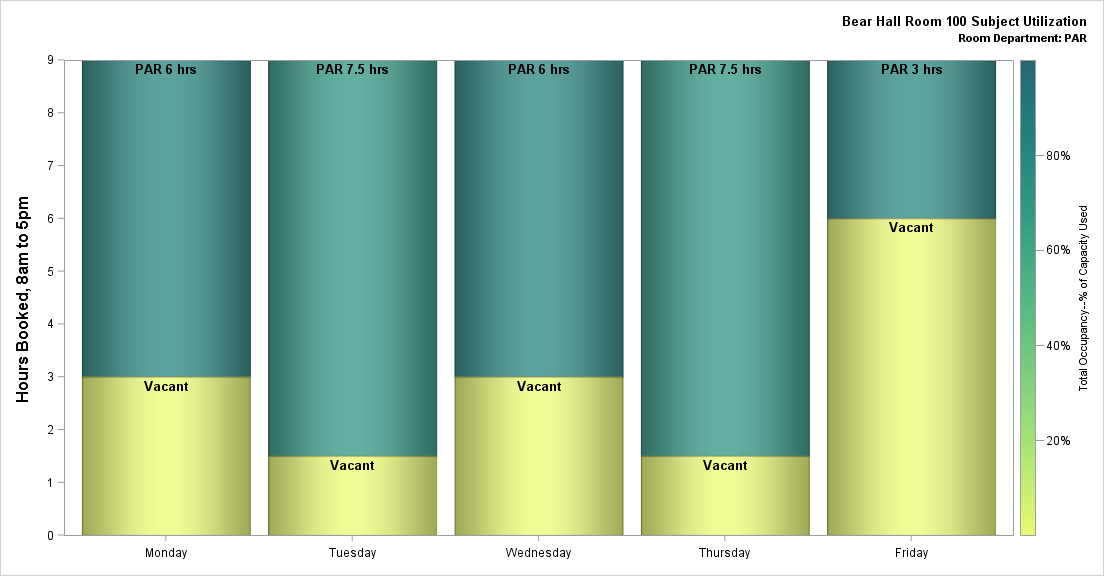 Bear Hall Room 100 Subject Utilization
Room Department: PAR
Hours Booked, 8am to 5pm
9
8
7
6
5
4
3
2
1
0
PAR 6 hrs
Vacant
PAR 7.5 hrs
Vacant
PAR 6 hrs
Vacant
PAR 7.5 hrs
Vacant
PAR 3 hrs
Vacant
Monday
Tuesday
Wednesday
Thursday
Friday
80%
60%
40%
20%
Total Occupancy--% of Capacity Used